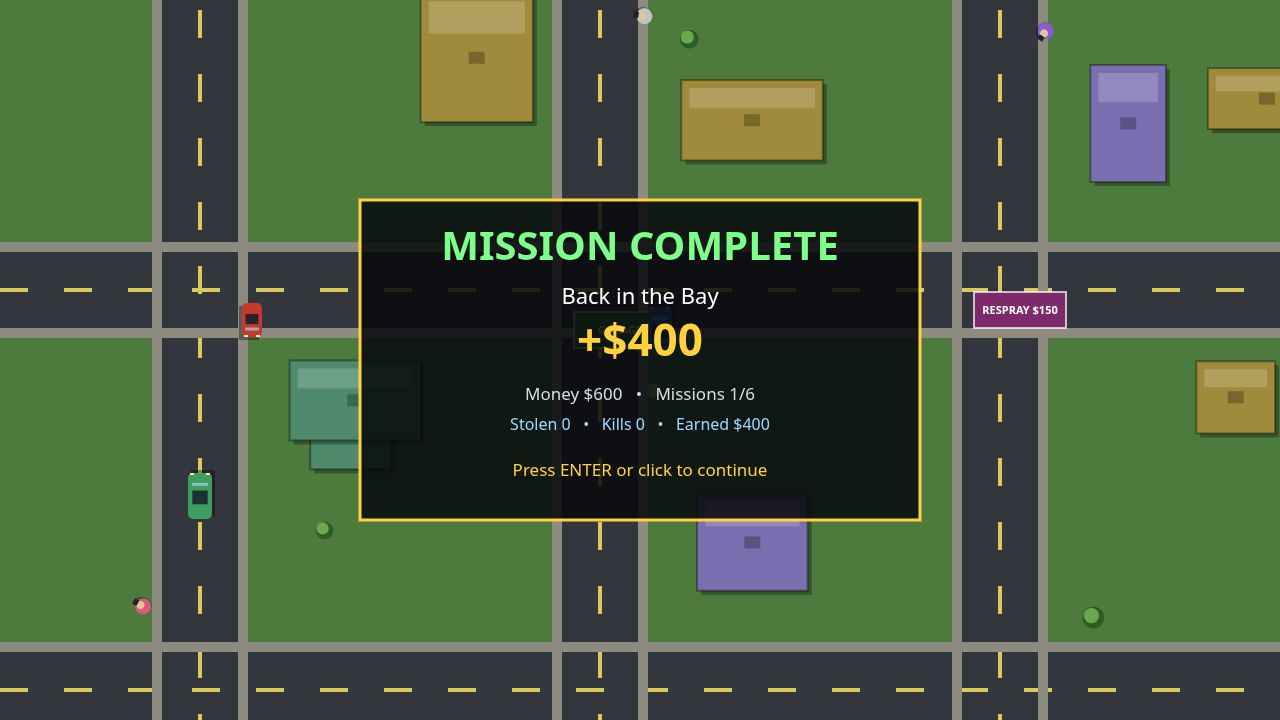 MISSION COMPLETE
Back in the Bay
RESPRAY $150
+$400
Money $600 • Missions 1/6
Stolen 0 • Kills 0 • Earned $400
Press ENTER or click to continue